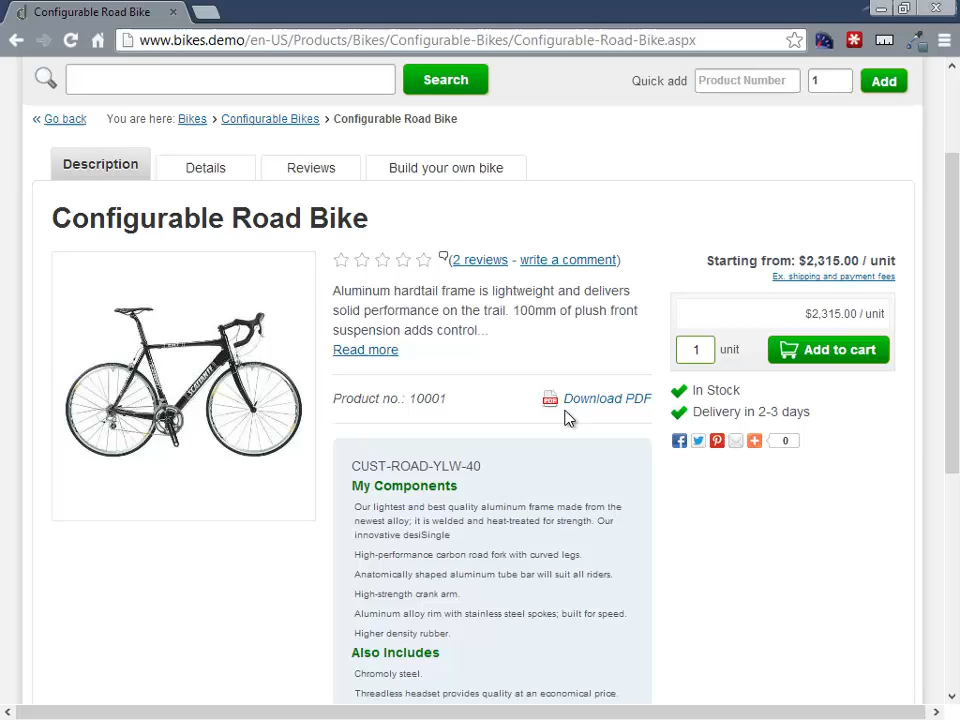 Configurable Road Bike
www.bikes.demo/en-US/Products/Bikes/Configurable-Bikes/Configurable-Road-Bike.aspx
Search Quick add Product Number 1 Add
« Go back You are here: Bikes > Configurable Bikes > Configurable Road Bike
Description Details Reviews Build your own bike
Configurable Road Bike
(2 reviews - write a comment)
Starting from: $2,315.00 / unit
Ex. shipping and payment fees
Aluminum hardtail frame is lightweight and delivers
solid performance on the trail. 100mm of plush front
suspension adds control...
Read more
$2,315.00 / unit
1 unit Add to cart
In Stock
Delivery in 2-3 days
0
Product no.: 10001 Download PDF
CUST-ROAD-YLW-40
My Components
Our lightest and best quality aluminum frame made from the
newest alloy; it is welded and heat-treated for strength. Our
innovative desiSingle
High-performance carbon road fork with curved legs.
Anatomically shaped aluminum tube bar will suit all riders.
High-strength crank arm.
Aluminum alloy rim with stainless steel spokes; built for speed.
Higher density rubber.
Also Includes
Chromoly steel.
Threadless headset provides quality at an economical price.